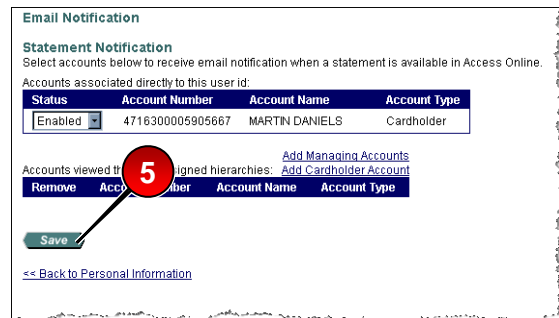 Email Notification
Statement Notification
Select accounts below to receive email notification when a statement is available in Access Online.
Accounts associated directly to this user id:
Status Account Number Account Name Account Type
Enabled 4716300005905667 MARTIN DANIELS Cardholder
Add Managing Accounts
Accounts viewed th signed hierarchies: Add Cardholder Account
5
Remove Acco ber Account Name Account Type
Save
<< Back to Personal Information